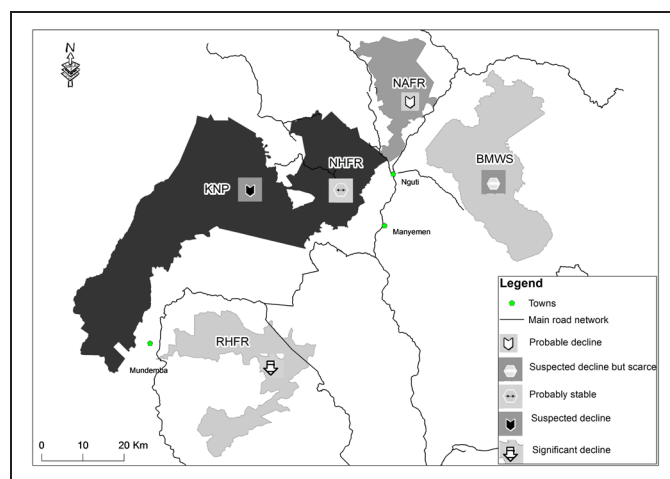 N
NAFR
BMWS
NHFR
KNP
Nguti
Manyemen
RHFR
Mundemba
0 10 20 Km
Legend
Towns
Main road network
Probable decline
Suspected decline but scarce
Probably stable
Suspected decline
Significant decline